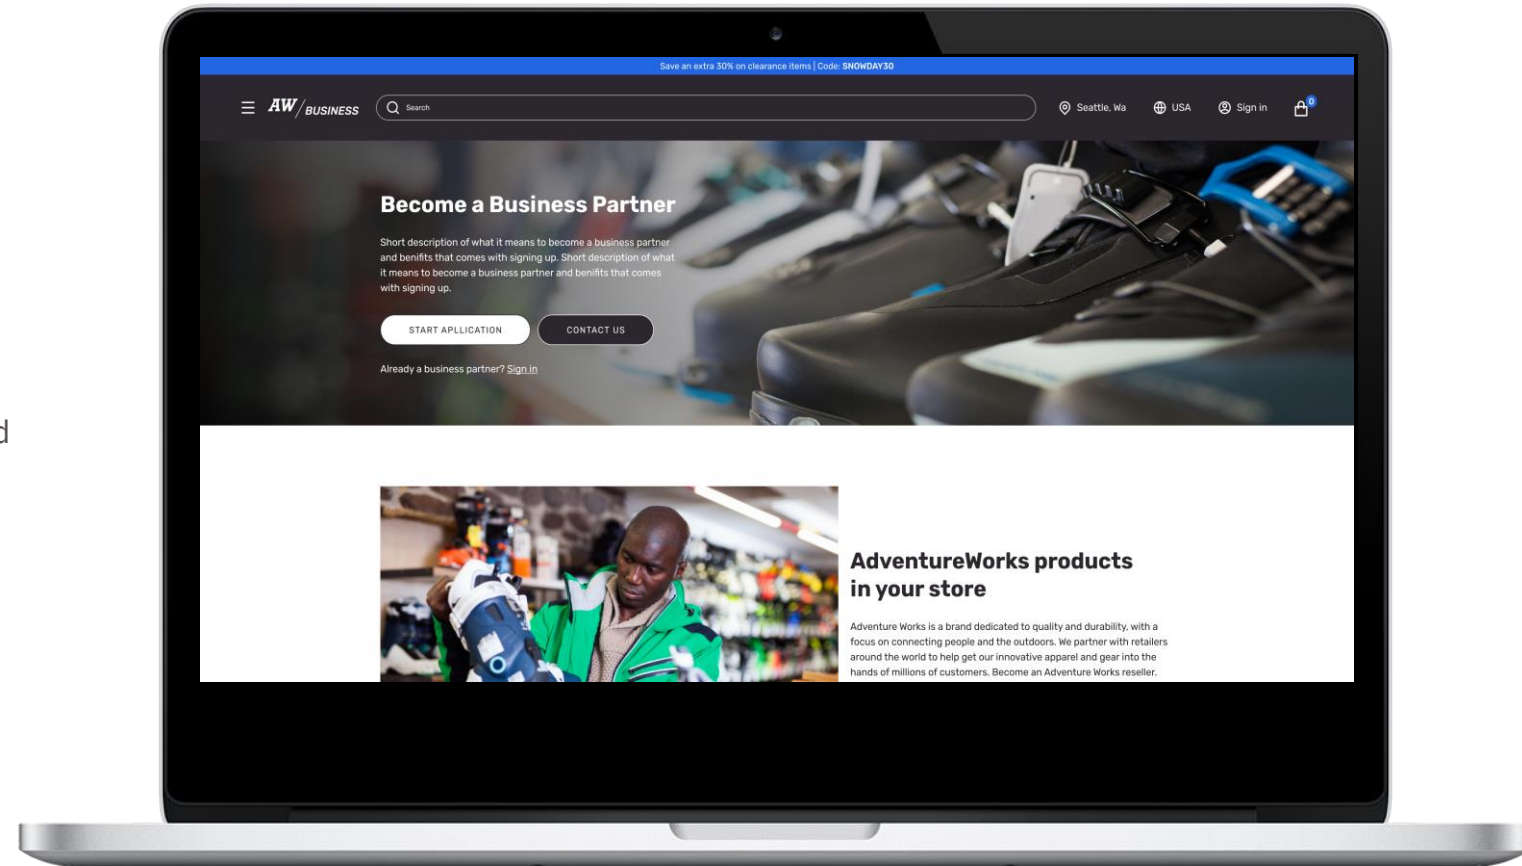 Save an extra 30% on clearance items | Code: SNOWDAY30
AW/BUSINESS
Search
Seattle, Wa
USA
Sign in
0
Become a Business Partner
Short description of what it means to become a business partner
and benifits that comes with signing up. Short description of what
it means to become a business partner and benifits that comes
with signing up.
START APLLICATION
CONTACT US
Already a business partner? Sign in
d
AdventureWorks products
in your store
Adventure Works is a brand dedicated to quality and durability, with a
focus on connecting people and the outdoors. We partner with retailers
around the world to help get our innovative apparel and gear into the
hands of millions of customers. Become an Adventure Works reseller.